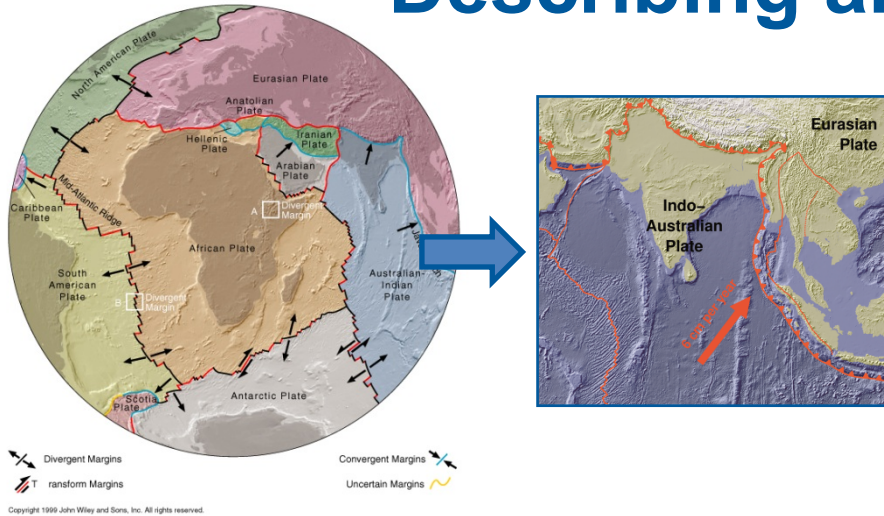 Describing a
North American Plate
Eurasian Plate
Anatolian
Plate
Hellenic
Plate
Iranian
Plate
Arabian
Plate
Mid-Atlantic Ridge
Caribbean
Plate
A
Divergent
Margin
African Plate
South
American
Plate
B
Divergent
Margin
Australian-
Indian
Plate
Antarctic Plate
Scotia
Plate
Divergent Margins
T ransform Margins
Convergent Margins
Uncertain Margins
Copyright 1999 John Wiley and Sons, Inc. All rights reserved.
Eurasian
Plate
Indo-
Australian
Plate
cm per year